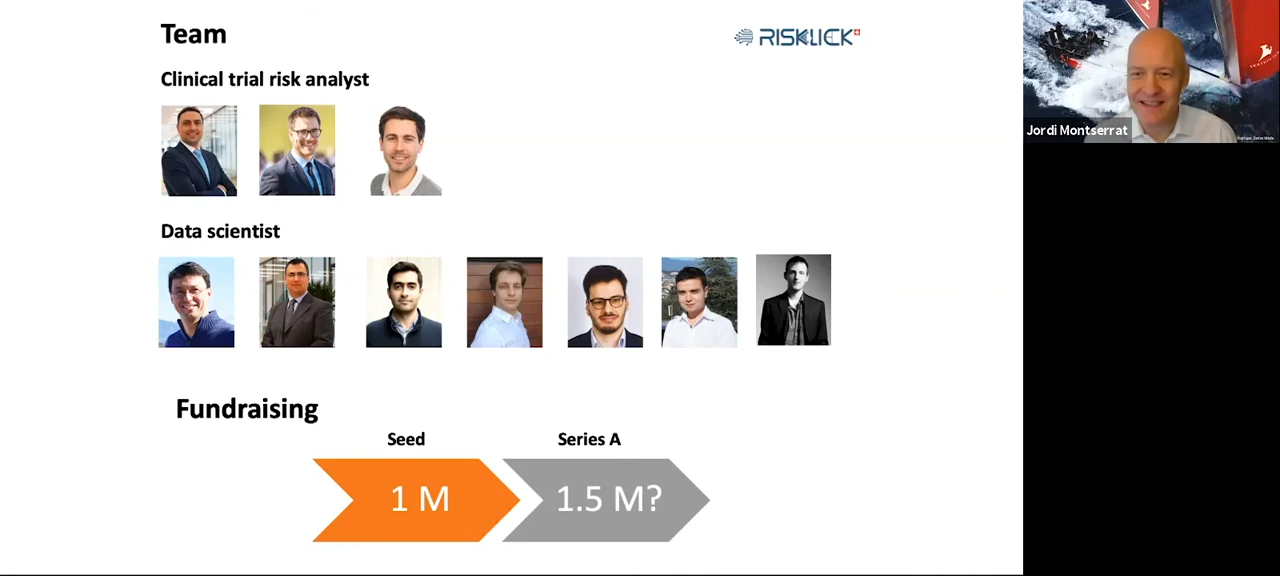 Team
RISKLICK
Clinical trial risk analyst
Jordi Montserrat
Data scientist
Fundraising
Seed
Series A
1 M
1.5 M?